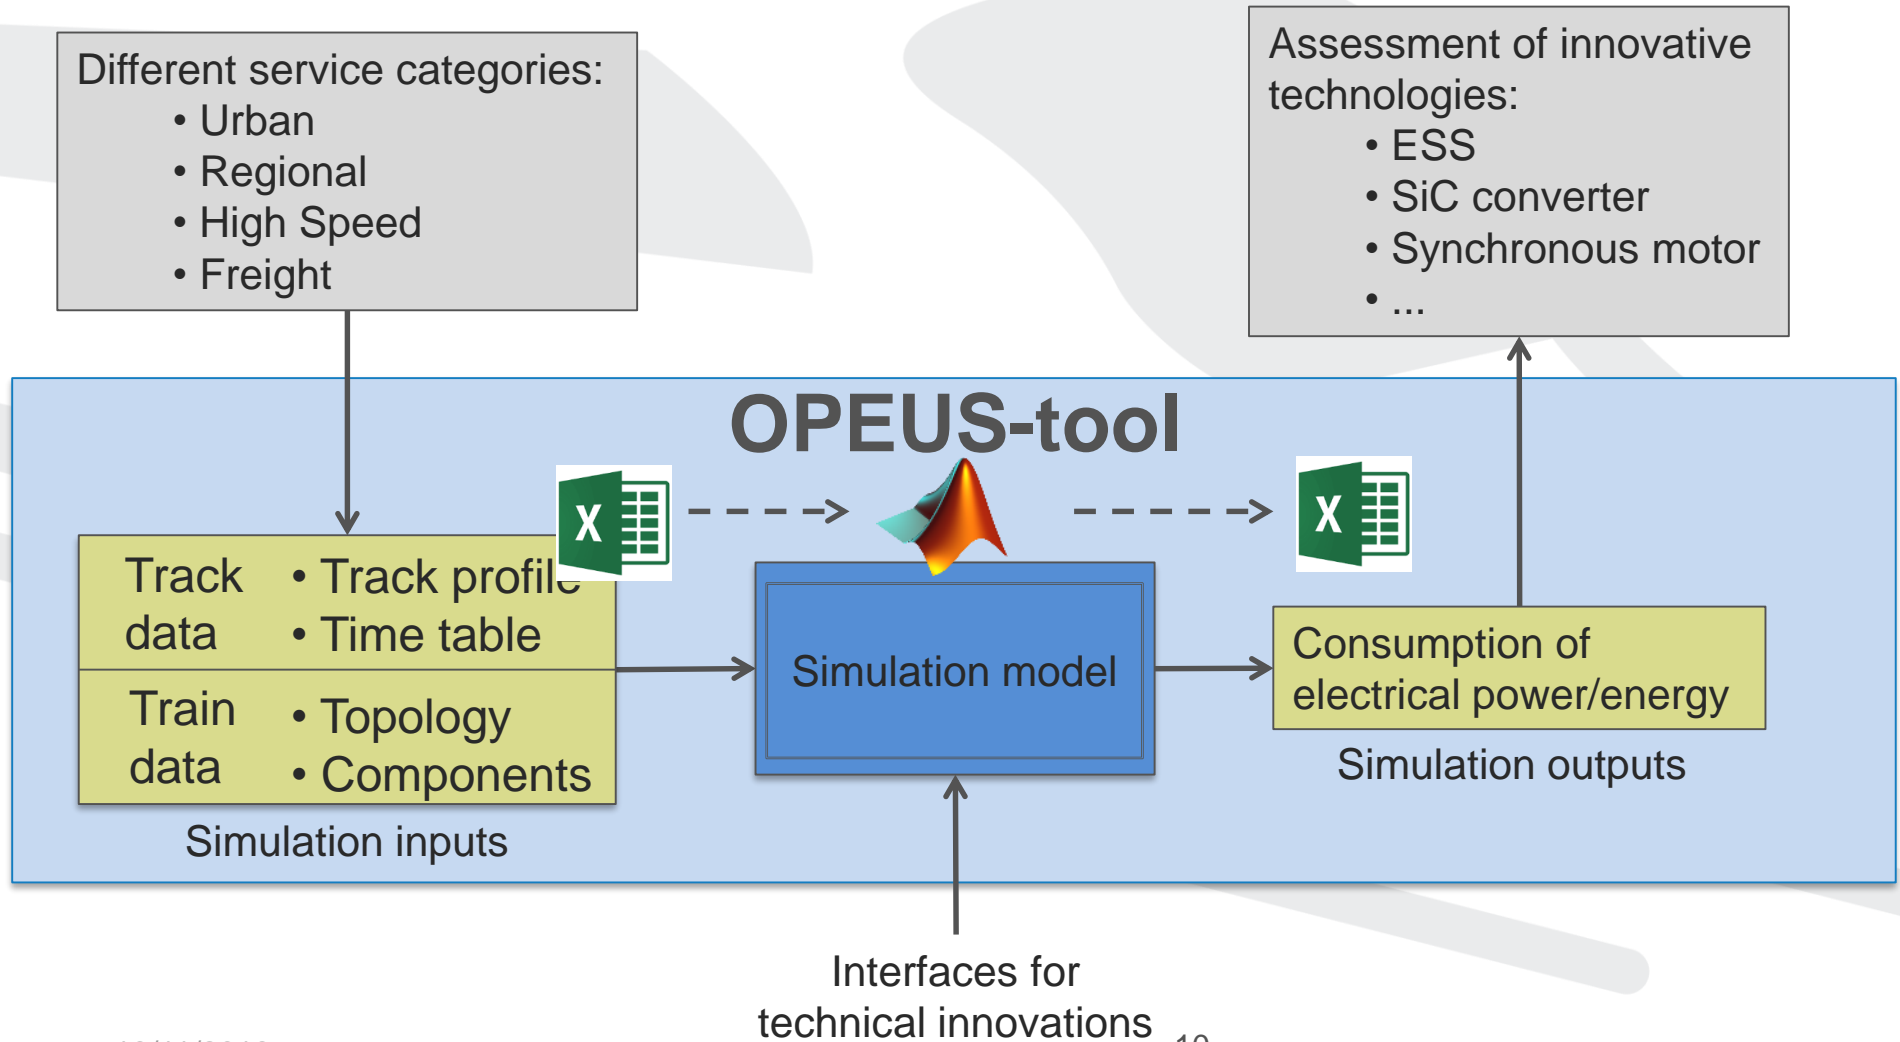 Different service categories:
• Urban
• Regional
• High Speed
• Freight
Assessment of innovative
technologies:
• ESS
• SiC converter
• Synchronous motor
• ...
OPEUS-tool
X
X
Track
data
• Track profile
• Time table
Train
data
• Topology
• Components
Simulation inputs
Simulation model
Consumption of
electrical power/energy
Simulation outputs
Interfaces for
technical innovations